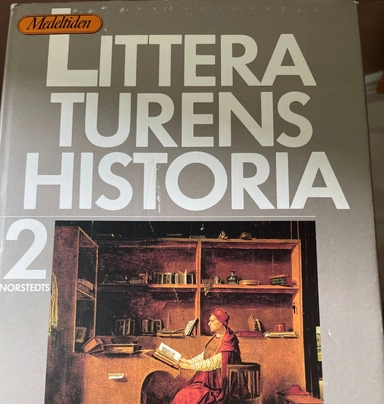 Medeltiden
LITTERA
TURENS
HISTORIA
2
NORSTEDTS